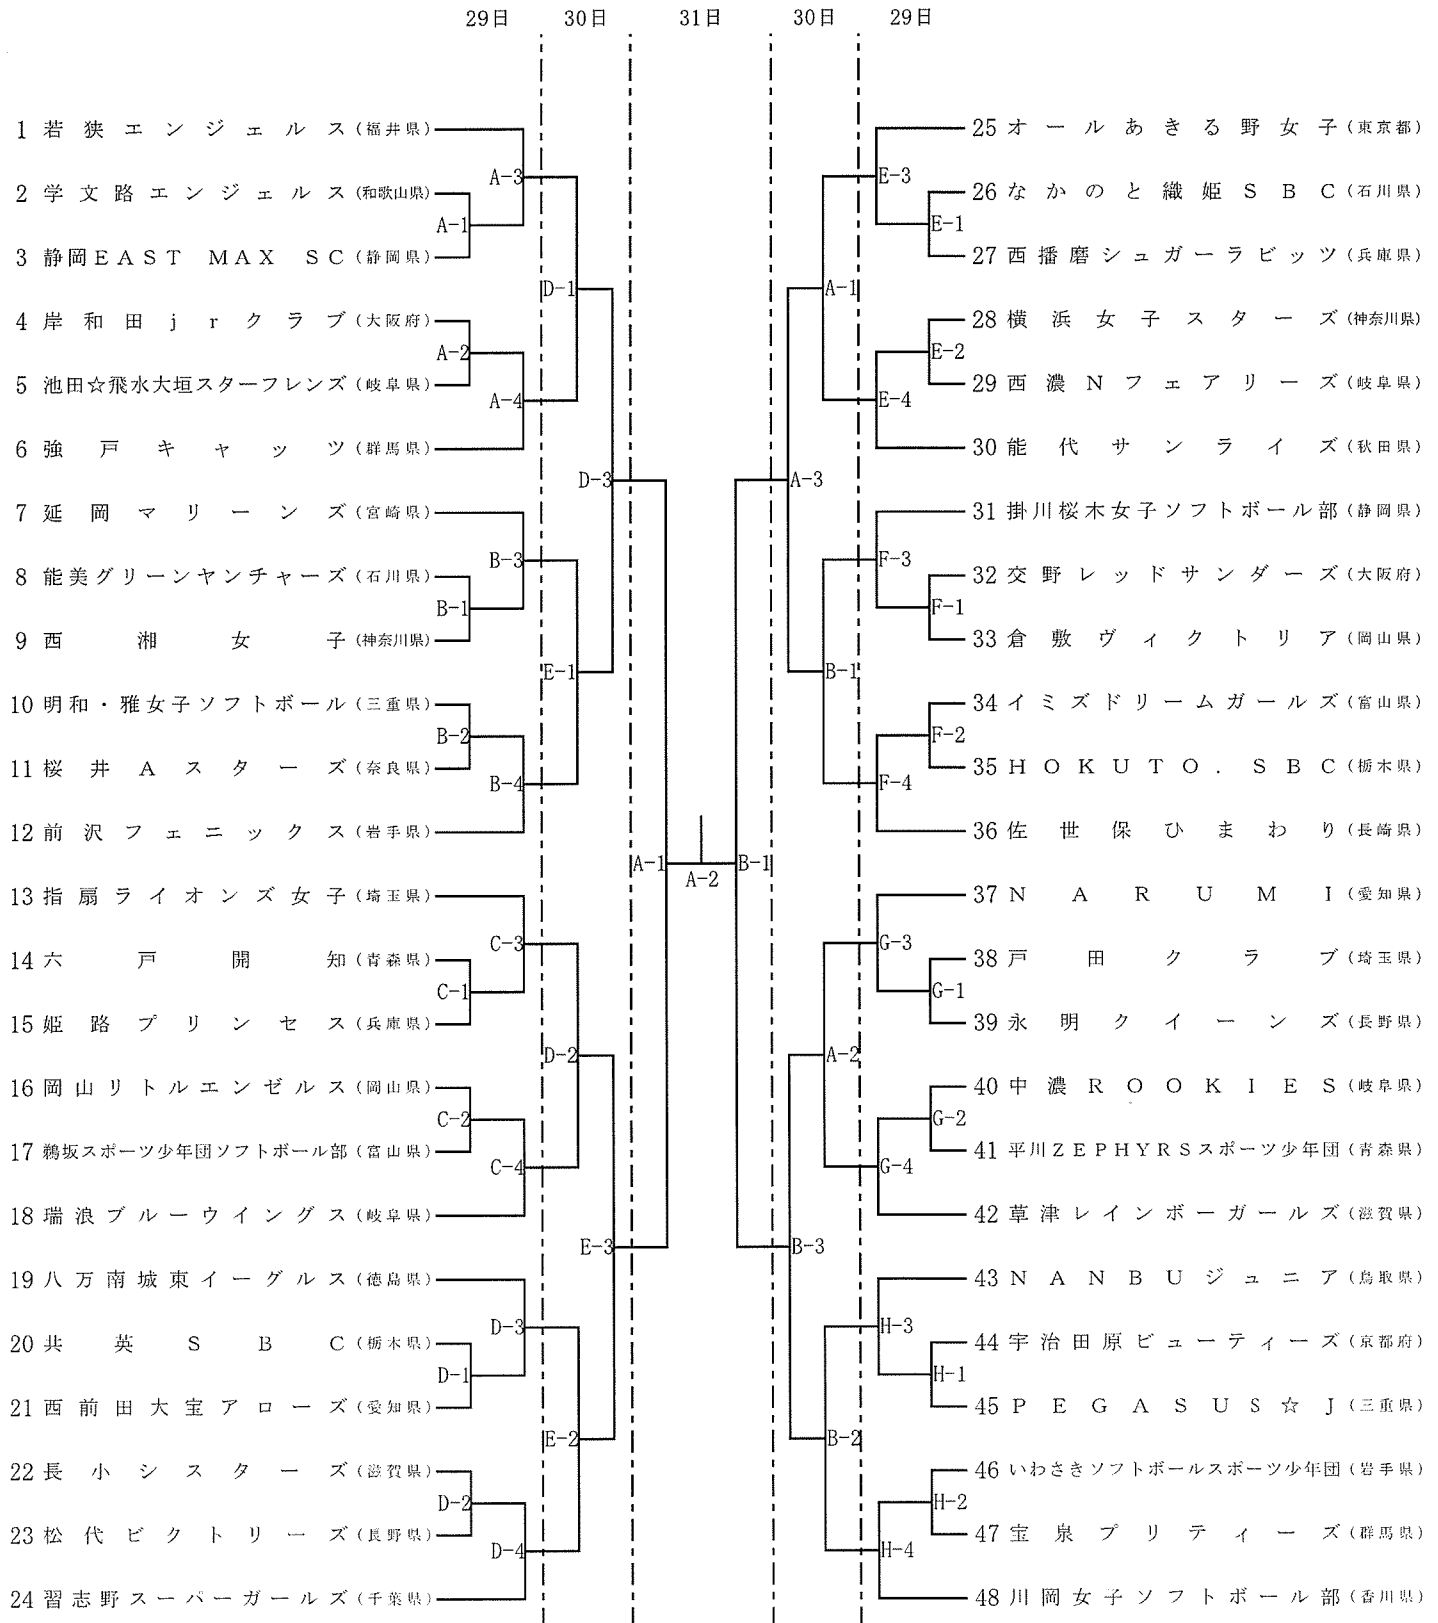 29日 30日 31日 30日 29日
1 若狭エンジェルス(福井県)
2 学文路エンジェルス(和歌山県)
3 静岡EAST MAX SC(静岡県)
4 岸和田jrクラブ(大阪府)
5 池田☆飛水大垣スターフレンズ(岐阜県)
6 強戸キャッツ(群馬県)
7 延岡マリーンズ(宮崎県)
8 能美グリーンヤンチャーズ(石川県)
9 西湘女子(神奈川県)
10 明和・雅女子ソフトボール(三重県)
11 桜井Aスターズ(奈良県)
12 前沢フェニックス(岩手県)
13 指扇ライオンズ女子(埼玉県)
14 六戸開知(青森県)
15 姫路プリンセス(兵庫県)
16 岡山リトルエンゼルス(岡山県)
17 鵜坂スポーツ少年団ソフトボール部(富山県)
18 瑞浪ブルーウイングス(岐阜県)
19 八万南城東イーグルス(徳島県)
20 共英SBC(栃木県)
21 西前田大宝アローズ(愛知県)
22 長小シスターズ(滋賀県)
23 松代ビクトリーズ(長野県)
24 習志野スーパーガールズ(千葉県)
A-3
A-1
D-1
A-2
A-4
D-3
B-3
B-1
E-1
B-2
B-4
A-1
A-2
B-1
C-3
C-1
D-2
C-2
C-4
E-3
D-3
D-1
E-2
D-2
D-4
E-3
E-1
A-1
E-2
E-4
A-3
F-3
F-1
B-1
F-2
F-4
G-3
G-1
A-2
G-2
G-4
B-3
H-3
H-1
B-2
H-2
H-4
25 オールあきる野女子(東京都)
26 なかのと織姫SBC(石川県)
27 西播磨シュガーラビッツ(兵庫県)
28 横浜女子スターズ(神奈川県)
29 西濃Nフェアリーズ(岐阜県)
30 能代サンライズ(秋田県)
31 掛川桜木女子ソフトボール部(静岡県)
32 交野レッドサンダーズ(大阪府)
33 倉敷ヴィクトリア(岡山県)
34 イミズドリームガールズ(富山県)
35 HOKUTO.SBC(栃木県)
36 佐世保ひまわり(長崎県)
37 NARUMI(愛知県)
38 戸田クラブ(埼玉県)
39 永明クイーンズ(長野県)
40 中濃ROOKIES(岐阜県)
41 平川ZEPHYRSスポーツ少年団(青森県)
42 草津レインボーガールズ(滋賀県)
43 NANBUジュニア(鳥取県)
44 宇治田原ビューティーズ(京都府)
45 PEGASUS☆J(三重県)
46 いわさきソフトボールスポーツ少年団(岩手県)
47 宝泉プリティーズ(群馬県)
48 川岡女子ソフトボール部(香川県)